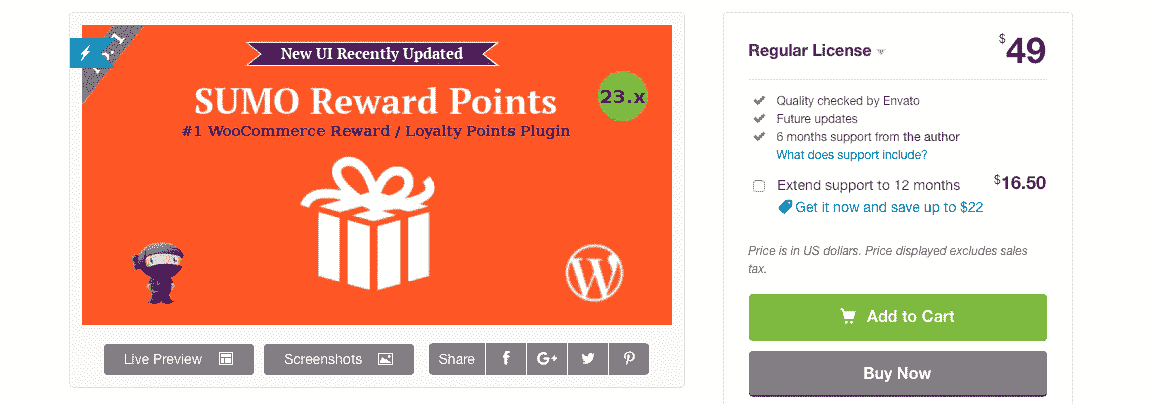 New UI Recently Updated
SUMO Reward Points
23.x
#1 WooCommerce Reward / Loyalty Points Plugin
Live Preview
Screenshots
Share
f
G+
Regular License
$49
Quality checked by Envato
Future updates
6 months support from the author
What does support include?
Extend support to 12 months
$16.50
Get it now and save up to $22
Price is in US dollars. Price displayed excludes sales
tax.
Add to Cart
Buy Now